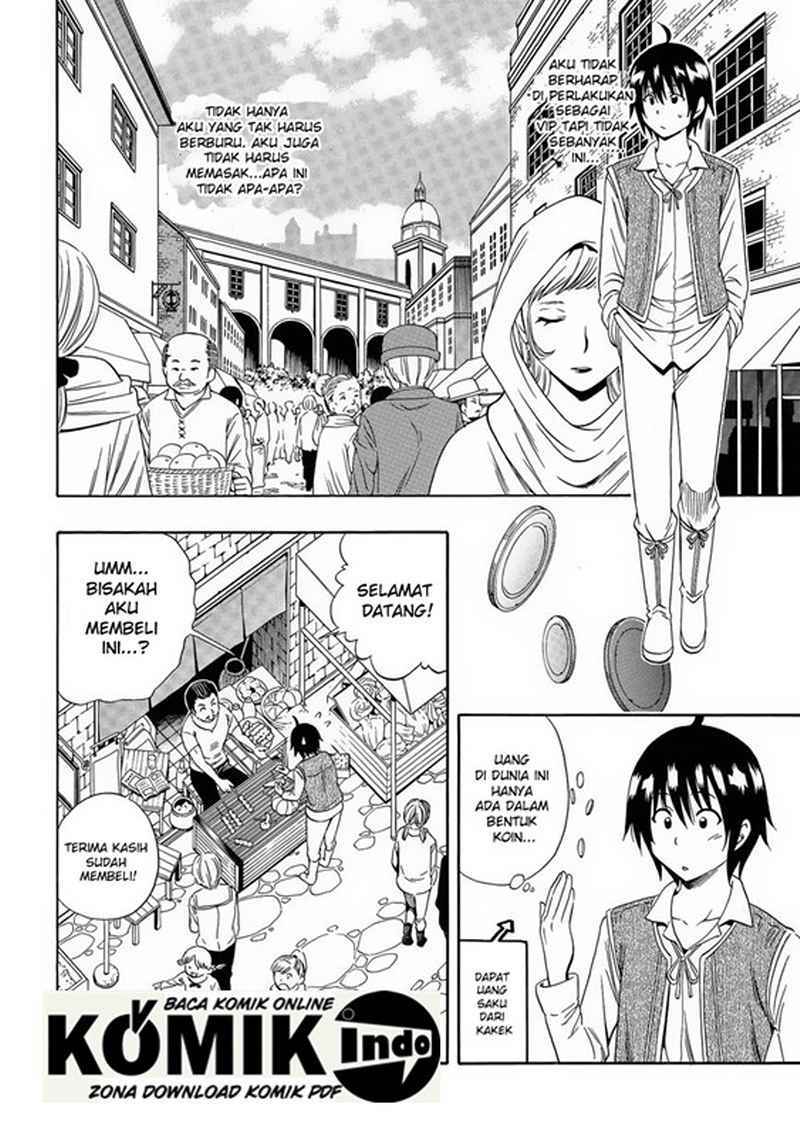 AKU TIDAK
BERHARAP
DI PERLAKUKAN
SEBAGAI
VIP TAPI TIDAK
SEBANYAK
INI...
TIDAK HANYA
AKU YANG TAK HARUS
BERBURU. AKU JUGA
TIDAK HARUS
MEMASAK...APA INI
TIDAK APA-APA?
SELAMAT
DATANG!
UMM...
BISAKAH
AKU
MEMBELI
INI...?
TERIMA KASIH
SUDAH
MEMBELI!
UANG
DI DUNIA INI
HANYA
ADA DALAM
BENTUK
KOIN...
DAPAT
UANG
SAKU
DARI
KAKEK
BACA KOMIK ONLINE
KOMIK Indo
ZONA DOWNLOAD KOMIK PDF